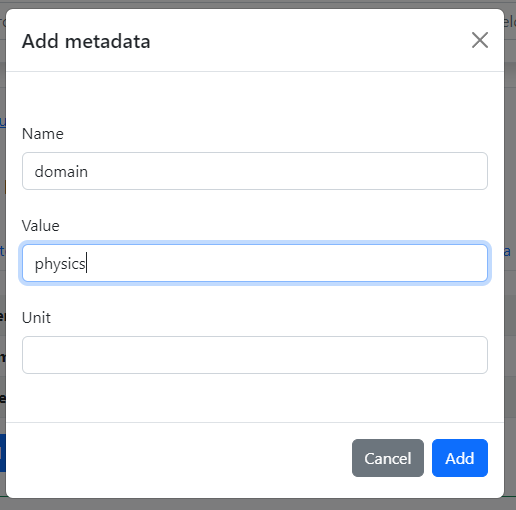 Add metadata
Name
domain
Value
physics
Unit
Cancel
Add